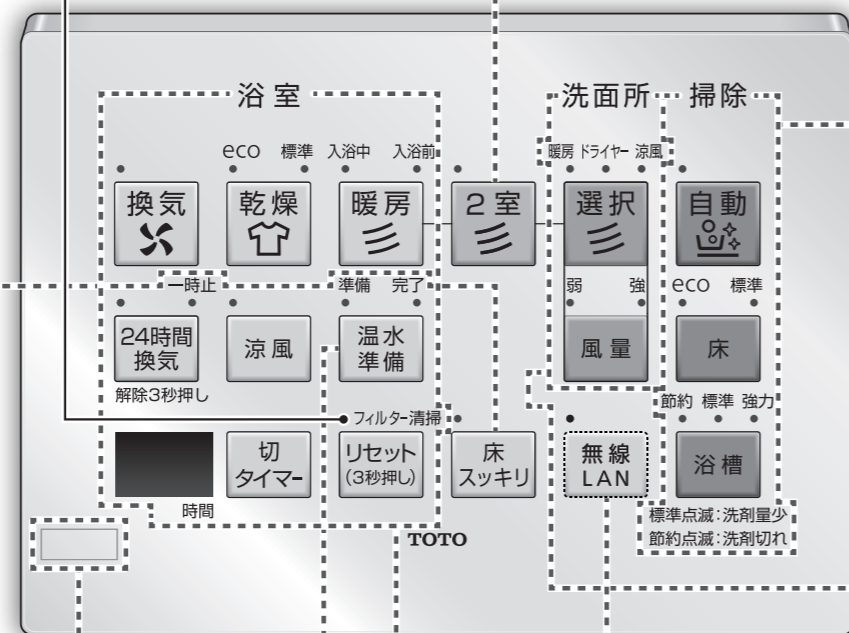 浴室
洗面所
掃除
eco 標準 入浴中 入浴前
暖房 ドライヤー 涼風
換気
乾燥
暖房
2室
選択
自動
一時止
準備 完了
弱 強
eco 標準
24時間
換気
涼風
温水
準備
風量
床
解除3秒押し
フィルター清掃
節約 標準 強力
切
タイマー
リセット
(3秒押し)
床
スッキリ
無線
LAN
浴槽
時間
TOTO
標準点滅:洗剤量少
節約点滅:洗剤切れ